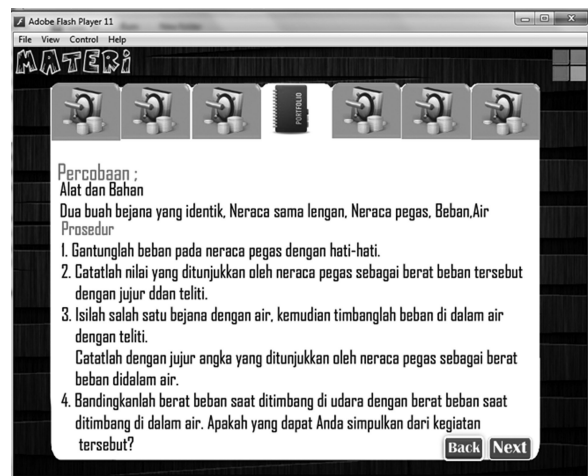 Adobe Flash Player 11
File View Control Help
MATERi
PORTFOLIO
Percobaan ;
Alat dan Bahan
Dua buah bejana yang identik, Neraca sama lengan, Neraca pegas, Beban,Air
Prosedur
1. Gantunglah beban pada neraca pegas dengan hati-hati.
2. Catatlah nilai yang ditunjukkan oleh neraca pegas sebagai berat beban tersebut
dengan jujur ddan teliti.
3. Isilah salah satu bejana dengan air, kemudian timbanglah beban di dalam air
dengan teliti.
Catatlah dengan jujur angka yang ditunjukkan oleh neraca pegas sebagai berat
beban didalam air.
4. Bandingkanlah berat beban saat ditimbang di udara dengan berat beban saat
ditimbang di dalam air. Apakah yang dapat Anda simpulkan dari kegiatan
tersebut?
Back Next